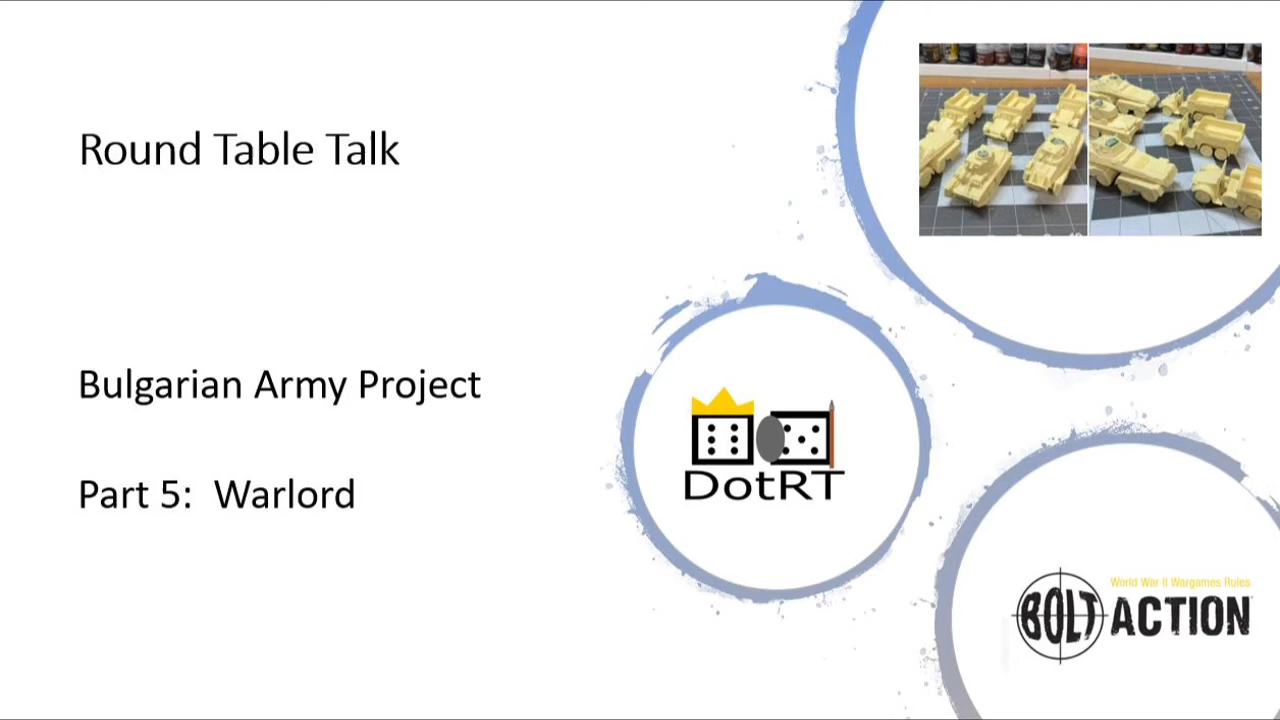 Round Table Talk
Bulgarian Army Project
Part 5: Warlord
DotRT
World War II Wargames Rules
BOLT ACTION